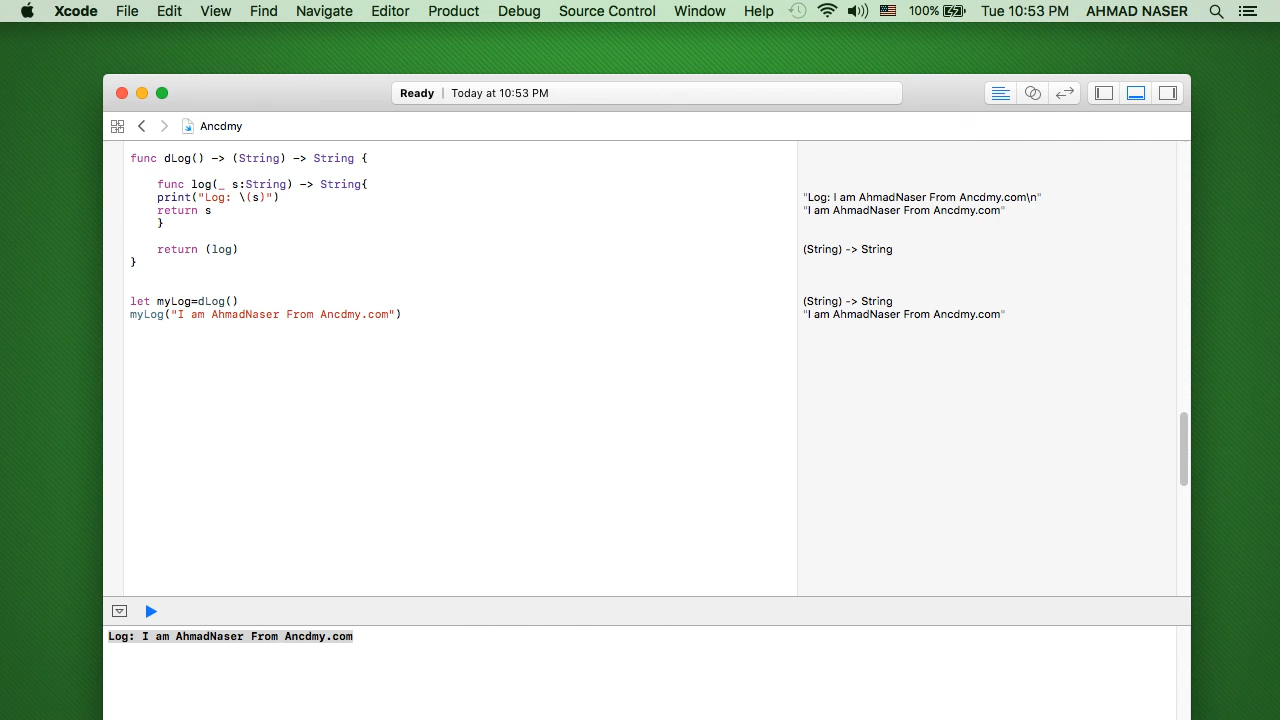 Xcode File Edit View Find Navigate Editor Product Debug Source Control Window Help 100% Tue 10:53 PM AHMAD NASER
Ready | Today at 10:53 PM
Ancdmy
func dLog() -> (String) -> String {
func log(_ s:String) -> String{
print("Log: \(s)") "Log: I am AhmadNaser From Ancdmy.com\n"
return s "I am AhmadNaser From Ancdmy.com"
}
return (log) (String) -> String
}
let myLog=dLog() (String) -> String
myLog("I am AhmadNaser From Ancdmy.com") "I am AhmadNaser From Ancdmy.com"
Log: I am AhmadNaser From Ancdmy.com